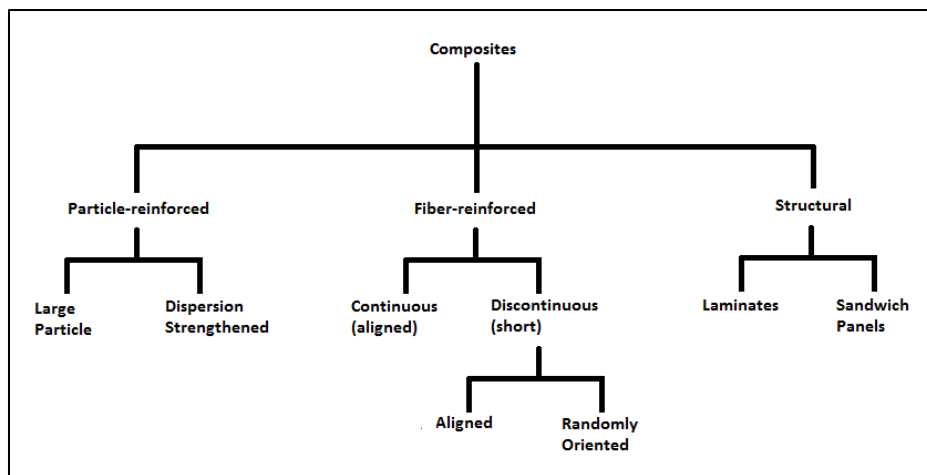 Composites
Particle-reinforced
Fiber-reinforced
Structural
Large
Particle
Dispersion
Strengthened
Continuous
(aligned)
Discontinuous
(short)
Laminates
Sandwich
Panels
Aligned
Randomly
Oriented